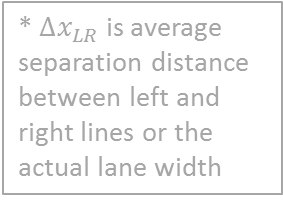 * Δx_LR is average
separation distance
between left and
right lines or the
actual lane width